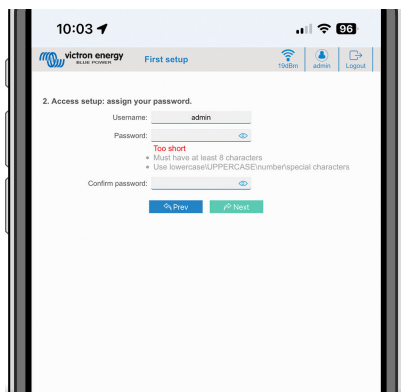 10:03
96
victron energy
BLUE POWER
First setup
19dBm
admin
Logout
2. Access setup: assign your password.
Username: admin
Password:
Too short
Must have at least 8 characters
Use lowercase\UPPERCASE\number\special characters
Confirm password:
Prev
Next